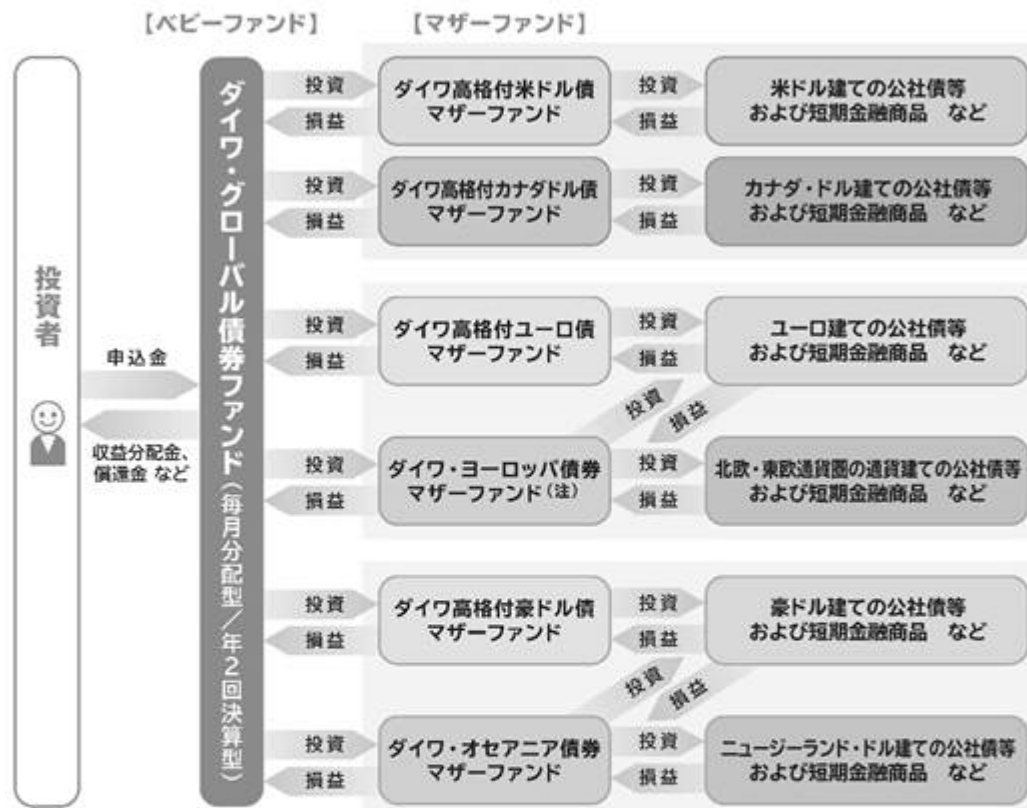 【ベビーファンド】
【マザーファンド】
投資者
申込金
収益分配金、
償還金 など
ダイワ・グローバル債券ファンド（毎月分配型／年2回決算型）
投資
損益
ダイワ高格付米ドル債
マザーファンド
投資
損益
米ドル建ての公社債等
および短期金融商品 など
投資
損益
ダイワ高格付カナダドル債
マザーファンド
投資
損益
カナダ・ドル建ての公社債等
および短期金融商品 など
投資
損益
ダイワ高格付ユーロ債
マザーファンド
投資
損益
ユーロ建ての公社債等
および短期金融商品 など
投資
損益
投資
損益
ダイワ・ヨーロッパ債券
マザーファンド(注)
投資
損益
北欧・東欧通貨圏の通貨建ての公社債等
および短期金融商品 など
投資
損益
ダイワ高格付豪ドル債
マザーファンド
投資
損益
豪ドル建ての公社債等
および短期金融商品 など
投資
損益
投資
損益
ダイワ・オセアニア債券
マザーファンド
投資
損益
ニュージーランド・ドル建ての公社債等
および短期金融商品 など